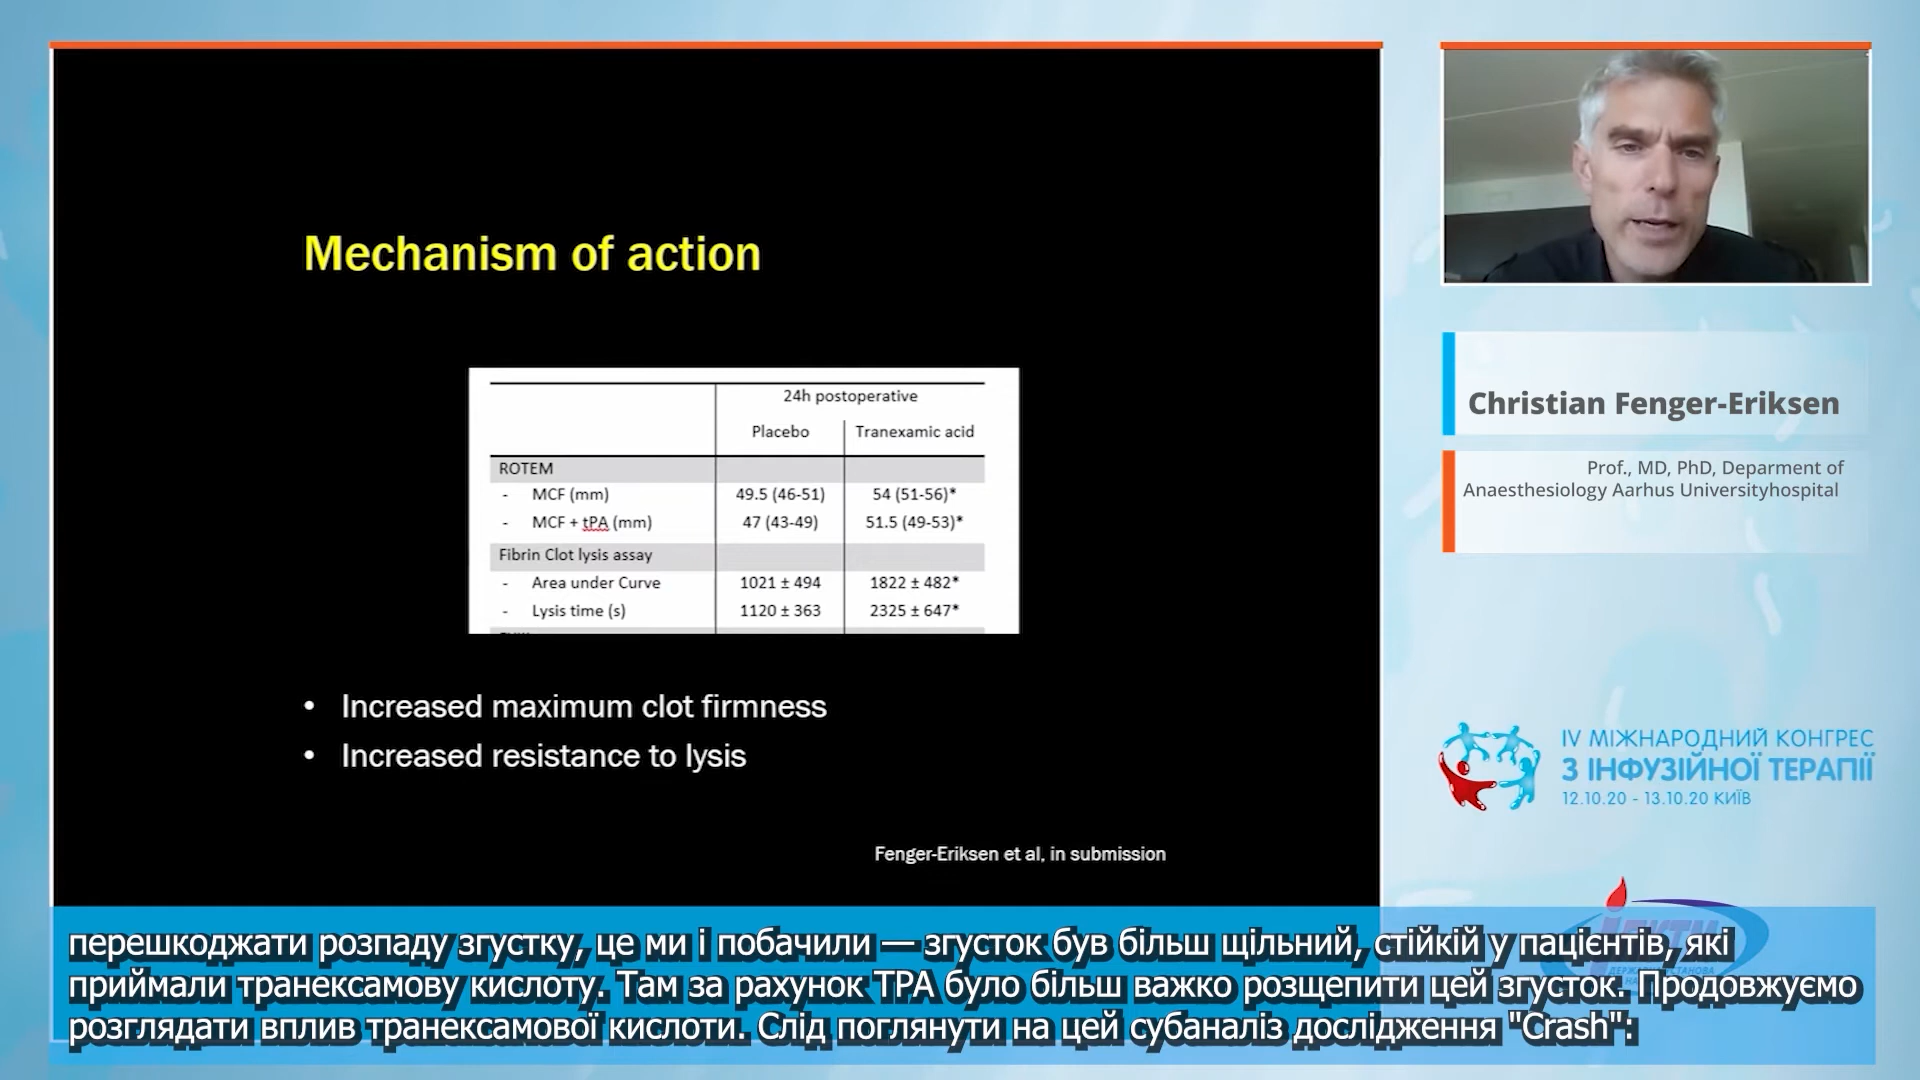 Mechanism of action
24h postoperative
Placebo Tranexamic acid
ROTEM
- MCF (mm) 49.5 (46-51) 54 (51-56)*
- MCF + tPA (mm) 47 (43-49) 51.5 (49-53)*
Fibrin Clot lysis assay
- Area under Curve 1021 ± 494 1822 ± 482*
- Lysis time (s) 1120 ± 363 2325 ± 647*
• Increased maximum clot firmness
• Increased resistance to lysis
Fenger-Eriksen et al, in submission
Christian Fenger-Eriksen
Prof., MD, PhD, Deparment of
Anaesthesiology Aarhus Universityhospital
IV МІЖНАРОДНИЙ КОНГРЕС
З ІНФУЗІЙНОЇ ТЕРАПІЇ
12.10.20 - 13.10.20 КИЇВ
перешкоджати розпаду згустку, це ми і побачили — згусток був більш щільний, стійкій у пацієнтів, які
приймали транексамову кислоту. Там за рахунок TPA було більш важко розщепити цей згусток. Продовжуємо
розглядати вплив транексамової кислоти. Слід поглянути на цей субаналіз дослідження "Crash":